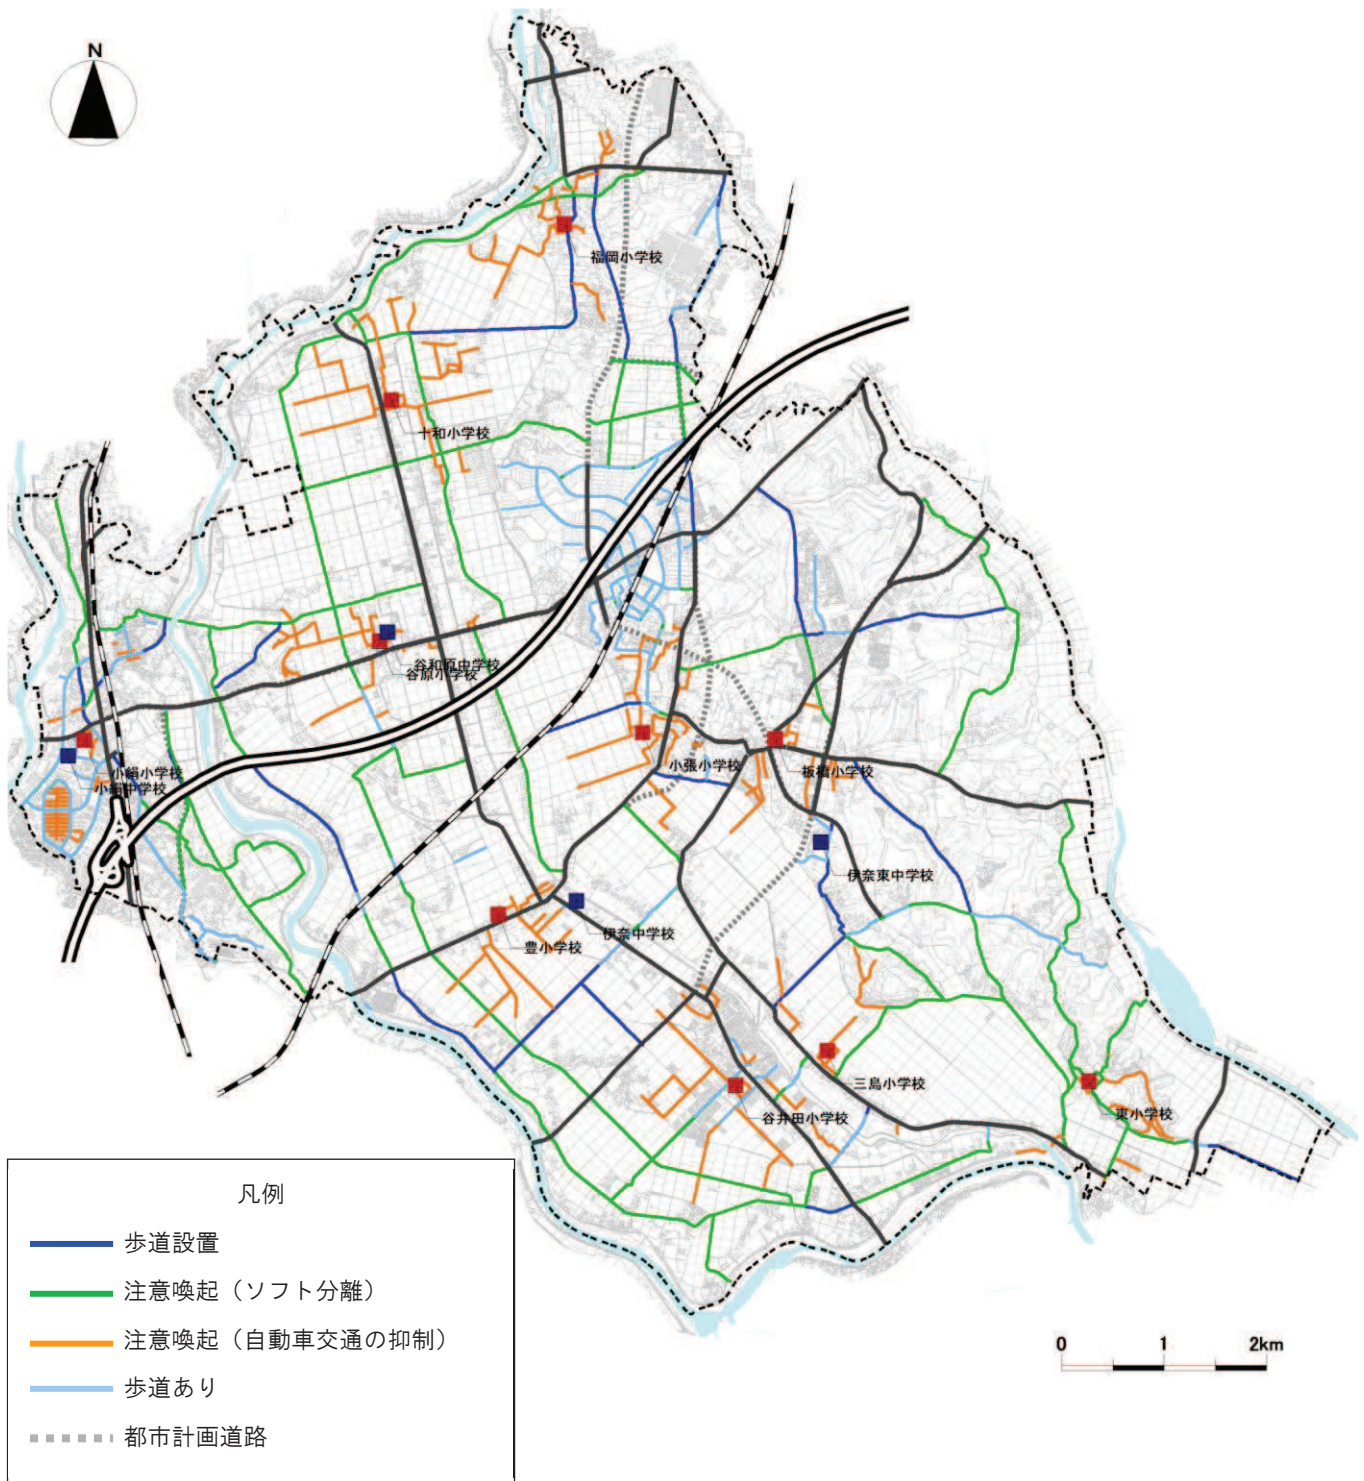 N
福岡小学校
十和小学校
谷和原中学校
谷原小学校
小絹小学校
小絹中学校
小張小学校
板橋小学校
伊奈東中学校
伊奈中学校
豊小学校
三島小学校
谷井田小学校
東小学校
凡例
歩道設置
注意喚起（ソフト分離）
注意喚起（自動車交通の抑制）
歩道あり
都市計画道路
0 1 2km